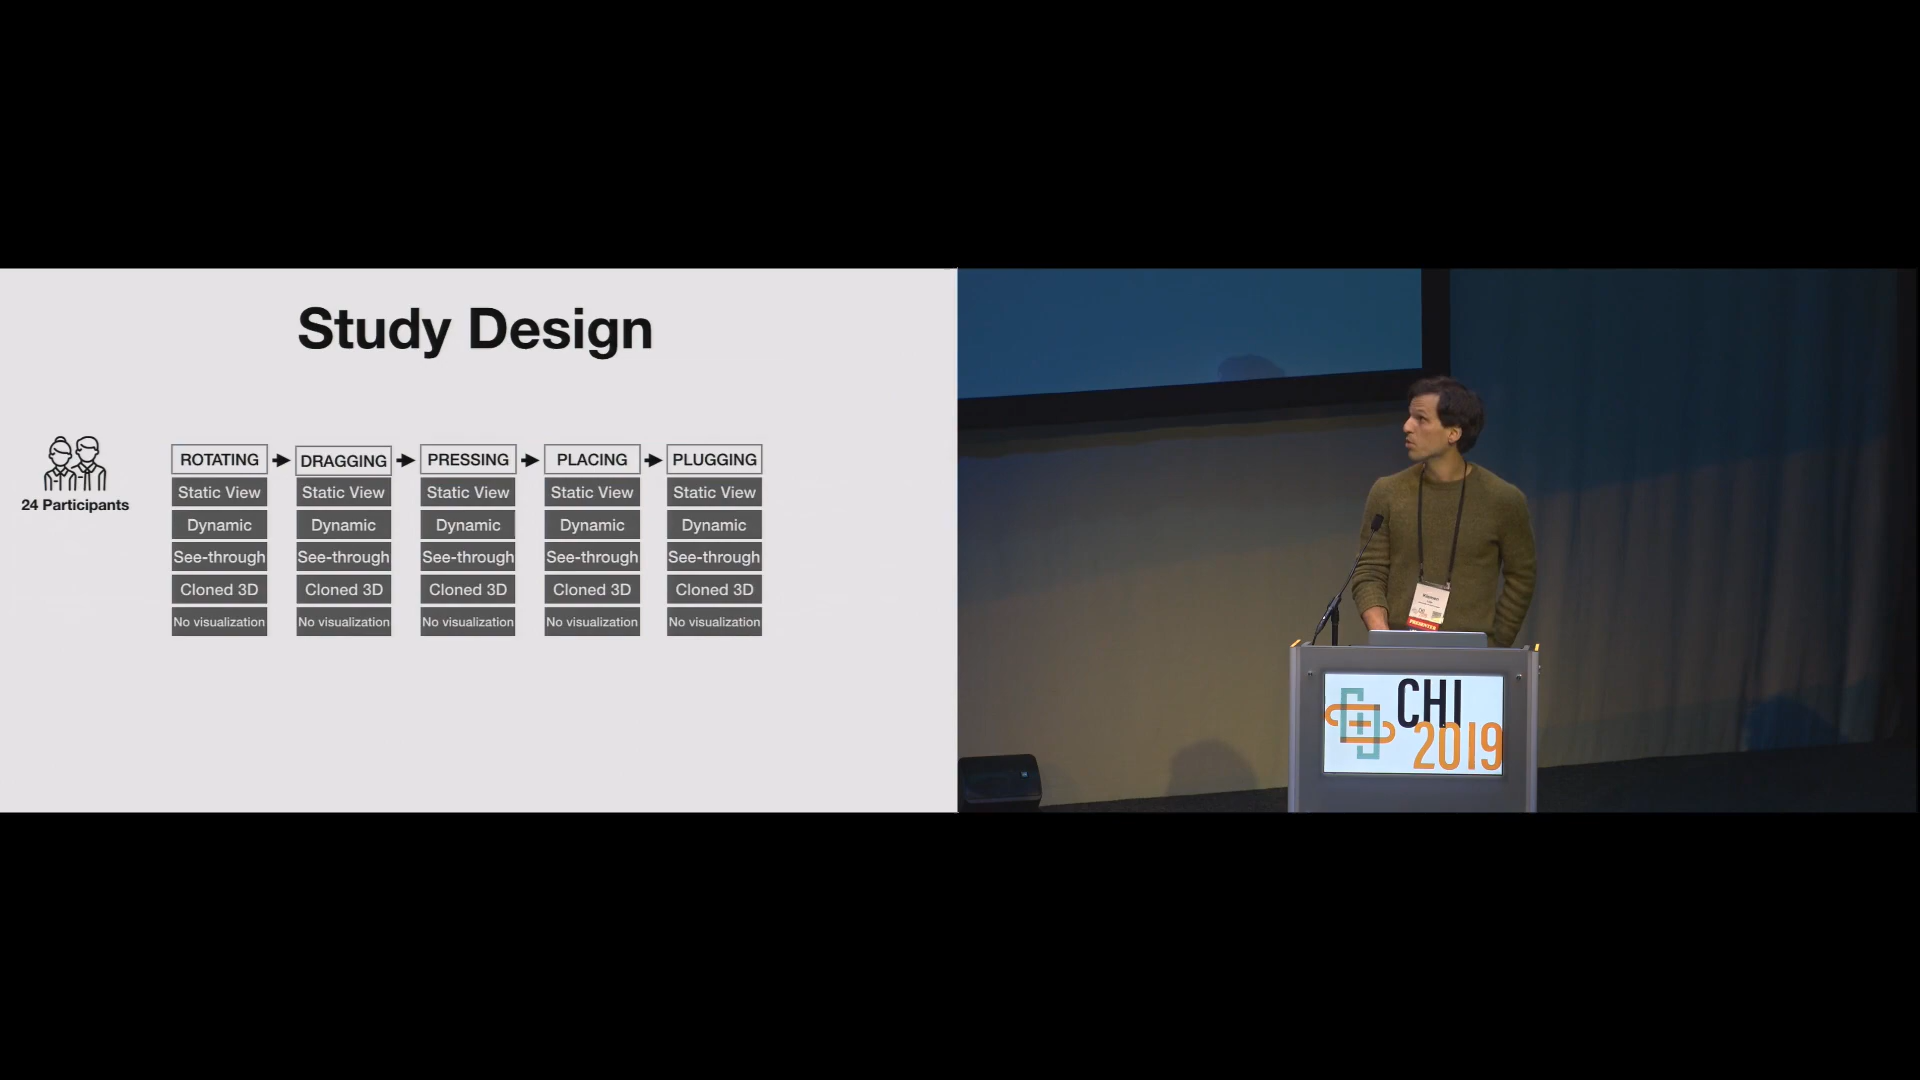 Study Design
24 Participants
ROTATING DRAGGING PRESSING PLACING PLUGGING
Static View Static View Static View Static View Static View
Dynamic Dynamic Dynamic Dynamic Dynamic
See-through See-through See-through See-through See-through
Cloned 3D Cloned 3D Cloned 3D Cloned 3D Cloned 3D
No visualization No visualization No visualization No visualization No visualization
PRESENTER
CHI
2019